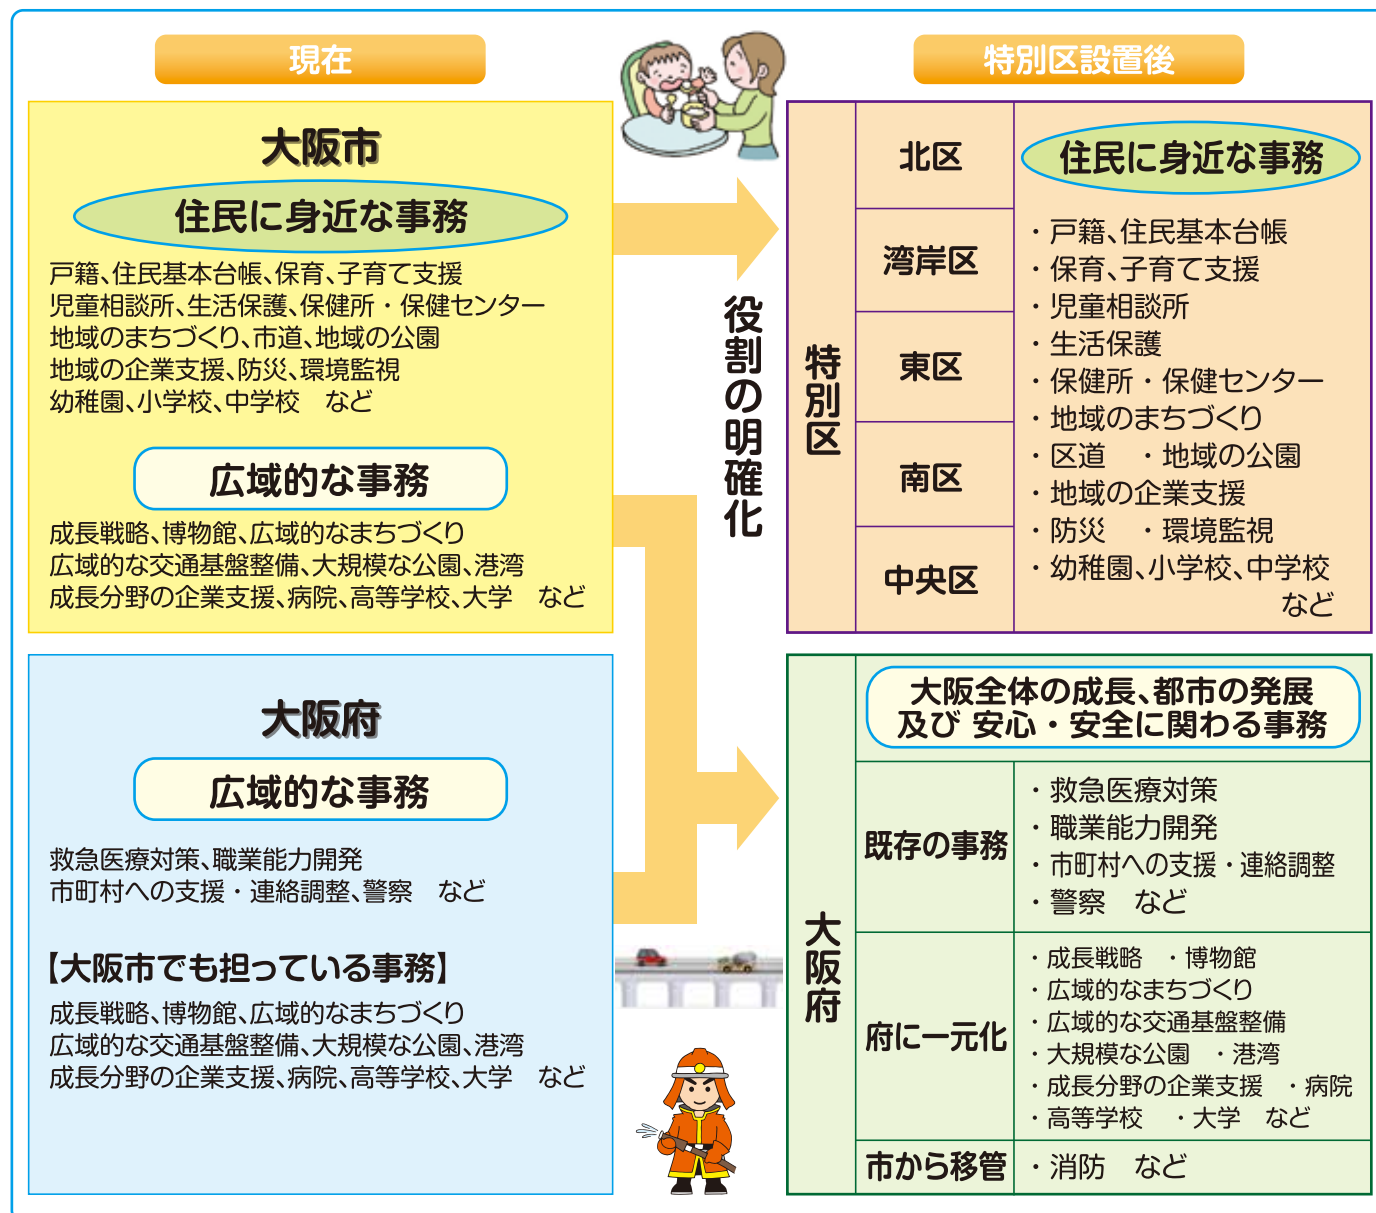 現在
大阪市
住民に身近な事務
戸籍、住民基本台帳、保育、子育て支援
児童相談所、生活保護、保健所・保健センター
地域のまちづくり、市道、地域の公園
地域の企業支援、防災、環境監視
幼稚園、小学校、中学校　など
広域的な事務
成長戦略、博物館、広域的なまちづくり
広域的な交通基盤整備、大規模な公園、港湾
成長分野の企業支援、病院、高等学校、大学　など
大阪府
広域的な事務
救急医療対策、職業能力開発
市町村への支援・連絡調整、警察　など
【大阪市でも担っている事務】
成長戦略、博物館、広域的なまちづくり
広域的な交通基盤整備、大規模な公園、港湾
成長分野の企業支援、病院、高等学校、大学　など
役割の明確化
特別区設置後
特別区
北区
湾岸区
東区
南区
中央区
住民に身近な事務
・戸籍、住民基本台帳
・保育、子育て支援
・児童相談所
・生活保護
・保健所・保健センター
・地域のまちづくり
・区道　・地域の公園
・地域の企業支援
・防災　・環境監視
・幼稚園、小学校、中学校
など
大阪府
大阪全体の成長、都市の発展
及び 安心・安全に関わる事務
既存の事務
・救急医療対策
・職業能力開発
・市町村への支援・連絡調整
・警察　など
府に一元化
・成長戦略　・博物館
・広域的なまちづくり
・広域的な交通基盤整備
・大規模な公園　・港湾
・成長分野の企業支援　・病院
・高等学校　・大学　など
市から移管
・消防　など